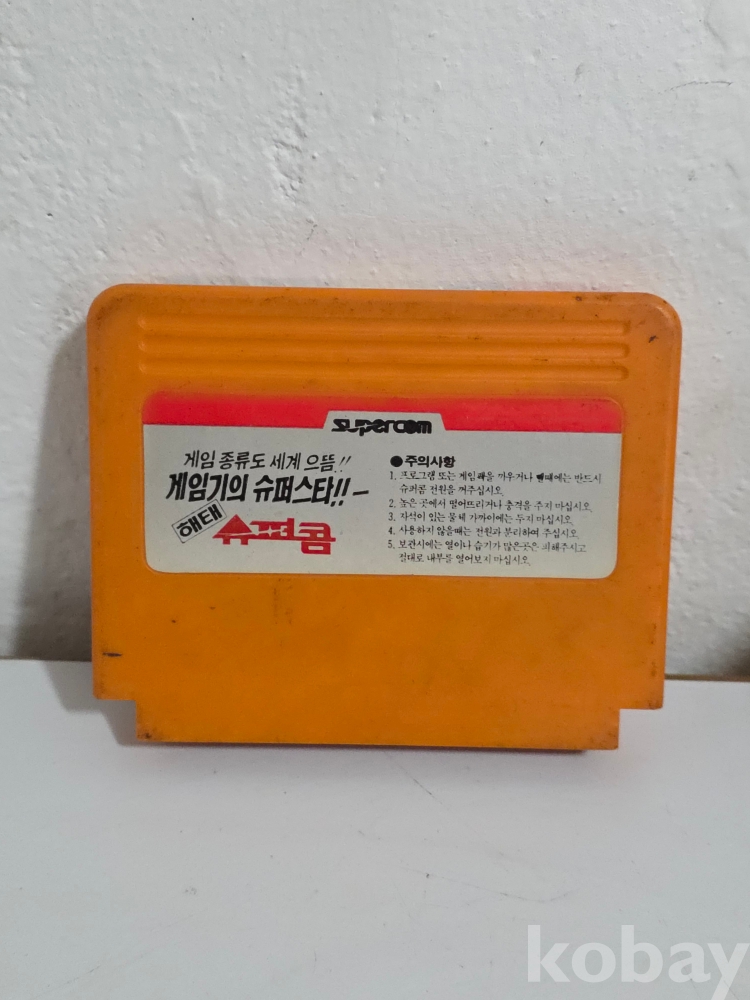 supercom
게임 종류도 세계 으뜸!!
게임기의 슈퍼스타!!
해태
슈퍼콤
●주의사항
1. 프로그램 또는 게임팩을 끼우거나 뺄때에는 반드시
슈퍼콤 전원을 꺼주십시오.
2. 높은 곳에서 떨어뜨리거나 충격을 주지 마십시오.
3. 자석이 있는 물체 가까이에는 두지 마십시오.
4. 사용하지 않을때는 전원과 분리하여 주십시오.
5. 보관시에는 열이나 습기가 많은곳은 피해주시고
절대로 내부를 열어보지 마십시오.
kobay